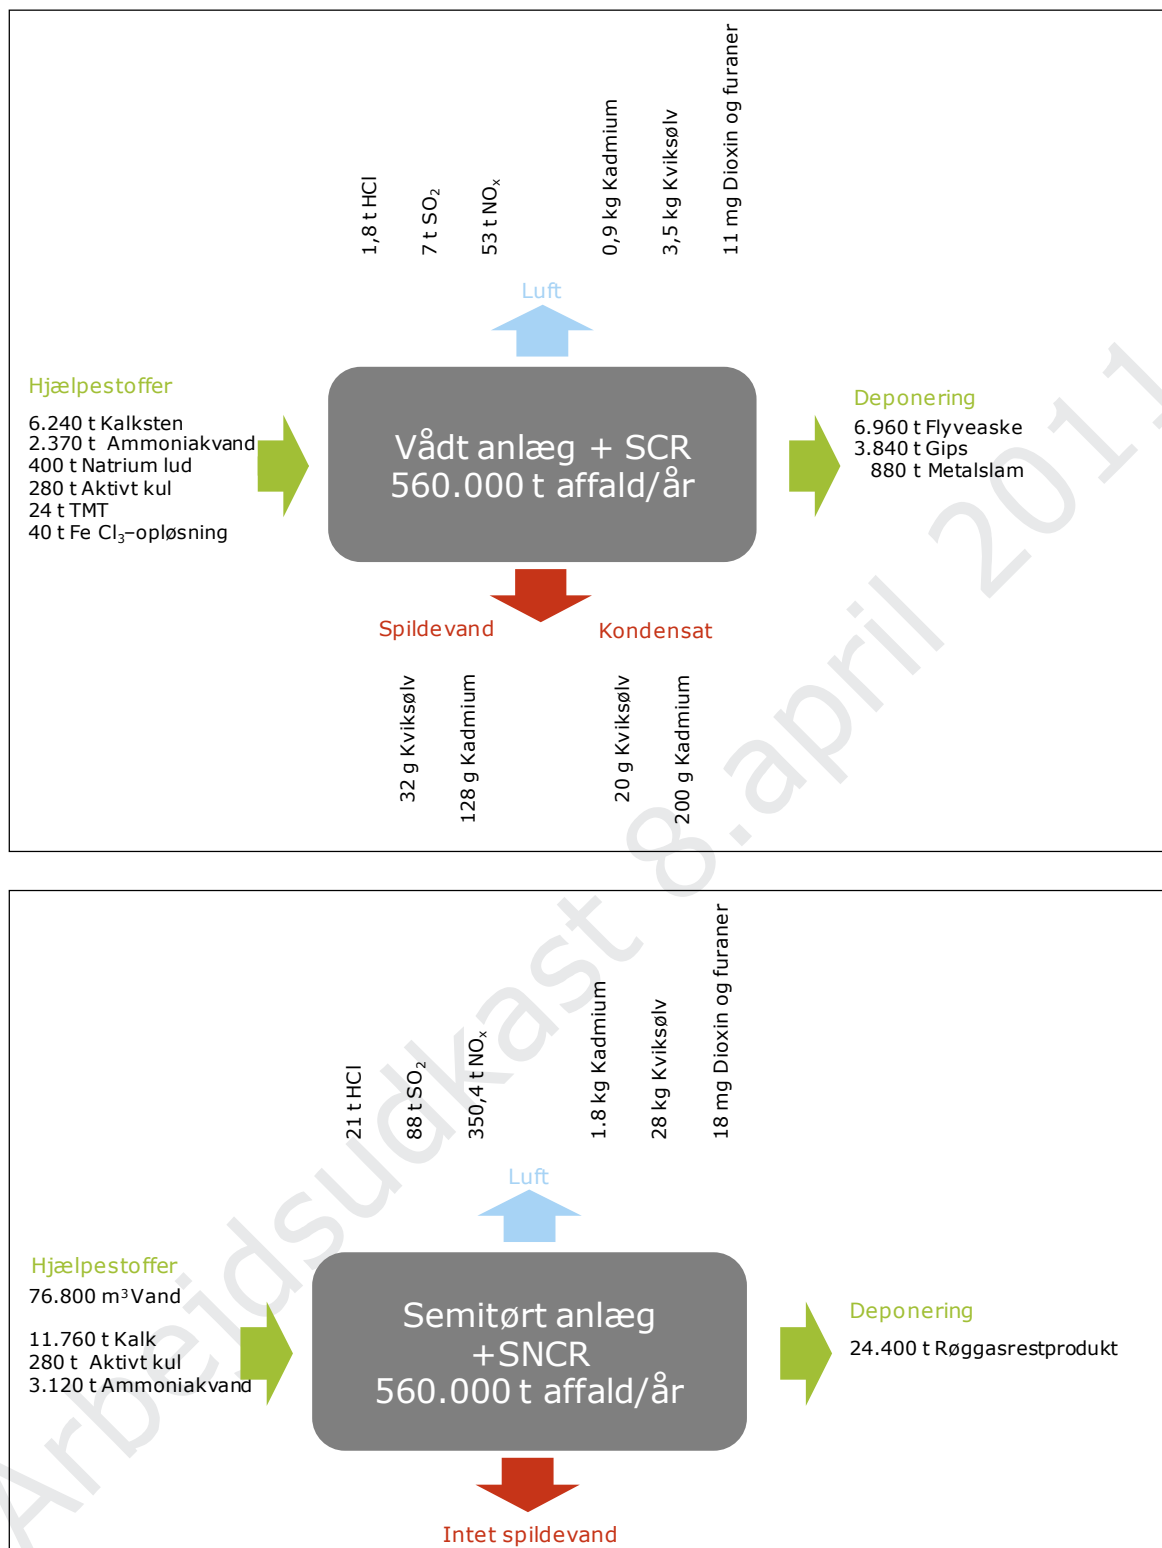 1,8 t HCl
7 t SO₂
53 t NOₓ
0,9 kg Kadmium
3,5 kg Kviksølv
11 mg Dioxin og furaner
Luft
Hjælpestoffer
6.240 t Kalksten
2.370 t Ammoniakvand
400 t Natrium lud
280 t Aktivt kul
24 t TMT
40 t Fe Cl₃–opløsning
Vådt anlæg + SCR
560.000 t affald/år
Deponering
6.960 t Flyveaske
3.840 t Gips
880 t Metalslam
Spildevand
Kondensat
32 g Kviksølv
128 g Kadmium
20 g Kviksølv
200 g Kadmium
21 t HCl
88 t SO₂
350,4 t NOₓ
1.8 kg Kadmium
28 kg Kviksølv
18 mg Dioxin og furaner
Luft
Hjælpestoffer
76.800 m³ Vand
11.760 t Kalk
280 t Aktivt kul
3.120 t Ammoniakvand
Semitørt anlæg
+SNCR
560.000 t affald/år
Deponering
24.400 t Røggasrestprodukt
Intet spildevand
Arbejdsudkast 8.april 2011